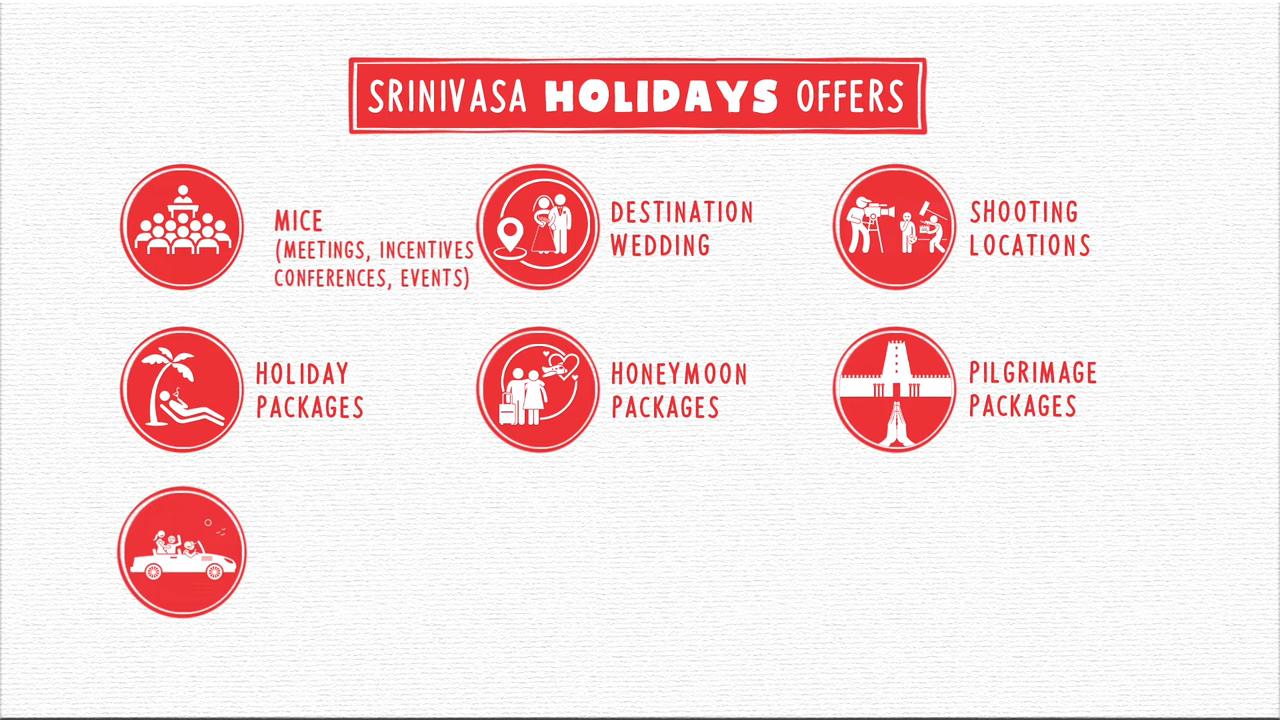 SRINIVASA HOLIDAYS OFFERS
MICE
(MEETINGS, INCENTIVES
CONFERENCES, EVENTS)
DESTINATION
WEDDING
SHOOTING
LOCATIONS
HOLIDAY
PACKAGES
HONEYMOON
PACKAGES
PILGRIMAGE
PACKAGES